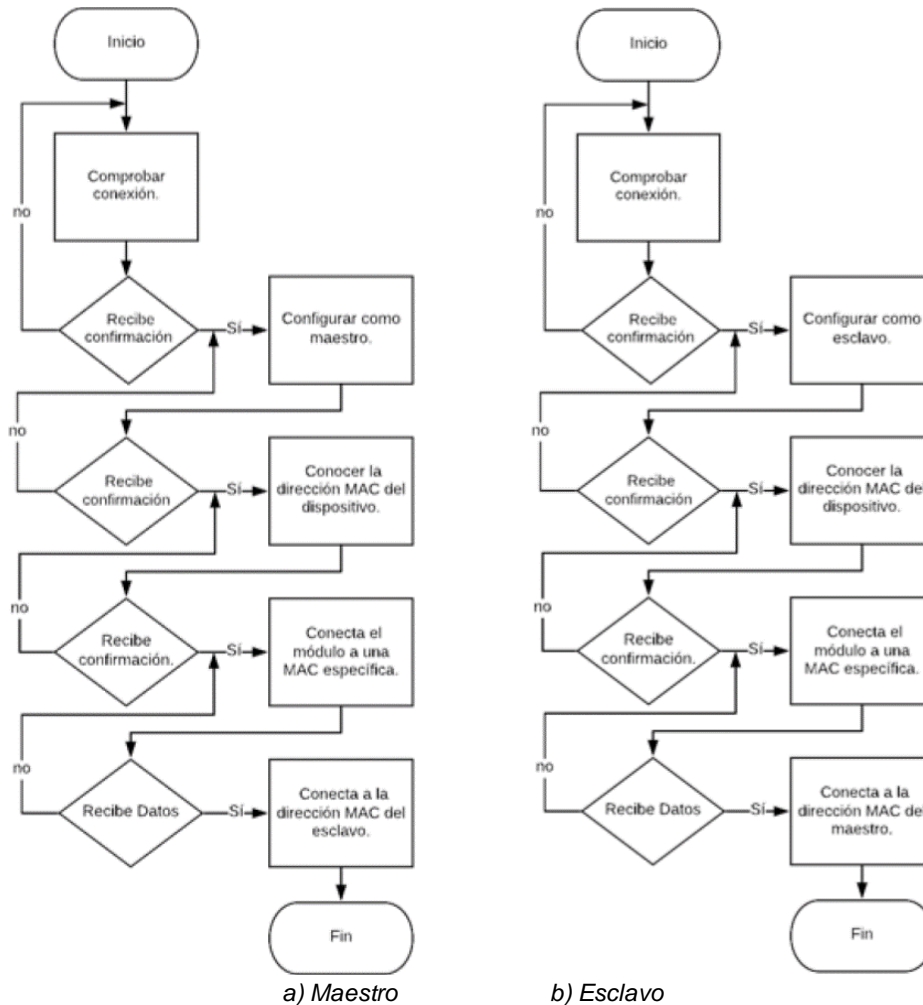 Inicio
Comprobar
conexión.
no
Recibe
confirmación
Sí
Configurar como
maestro.
no
Recibe
confirmación
Sí
Conocer la
dirección MAC del
dispositivo.
no
Recibe
confirmación.
Sí
Conecta el
módulo a una
MAC específica.
no
Recibe Datos
Sí
Conecta a la
dirección MAC del
esclavo.
Fin
a) Maestro
Inicio
Comprobar
conexión.
no
Recibe
confirmación
Sí
Configurar como
esclavo.
no
Recibe
confirmación
Sí
Conocer la
dirección MAC del
dispositivo.
no
Recibe
confirmación.
Sí
Conecta el
módulo a una
MAC específica.
no
Recibe Datos
Sí
Conecta a la
dirección MAC del
maestro.
Fin
b) Esclavo